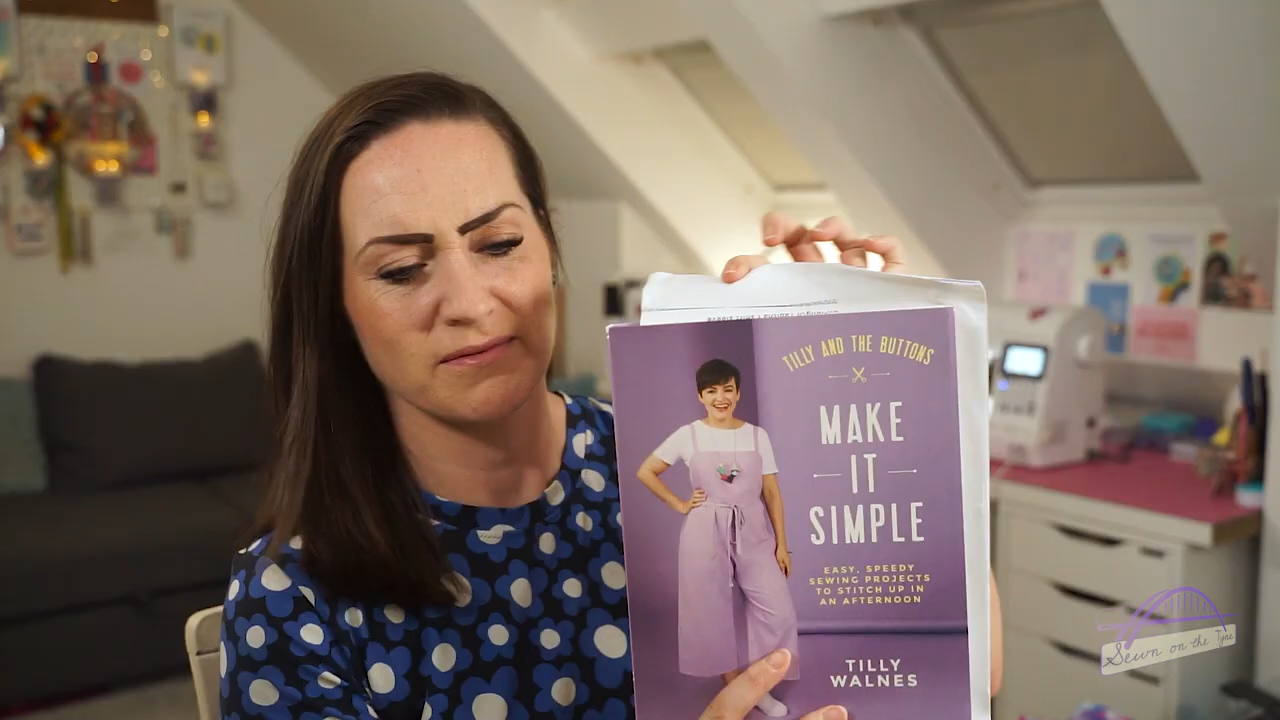 TILLY AND THE BUTTONS
MAKE
IT
SIMPLE
EASY, SPEEDY
SEWING PROJECTS
TO STITCH UP IN
AN AFTERNOON
TILLY
WALNES
Sewn on the Tyne